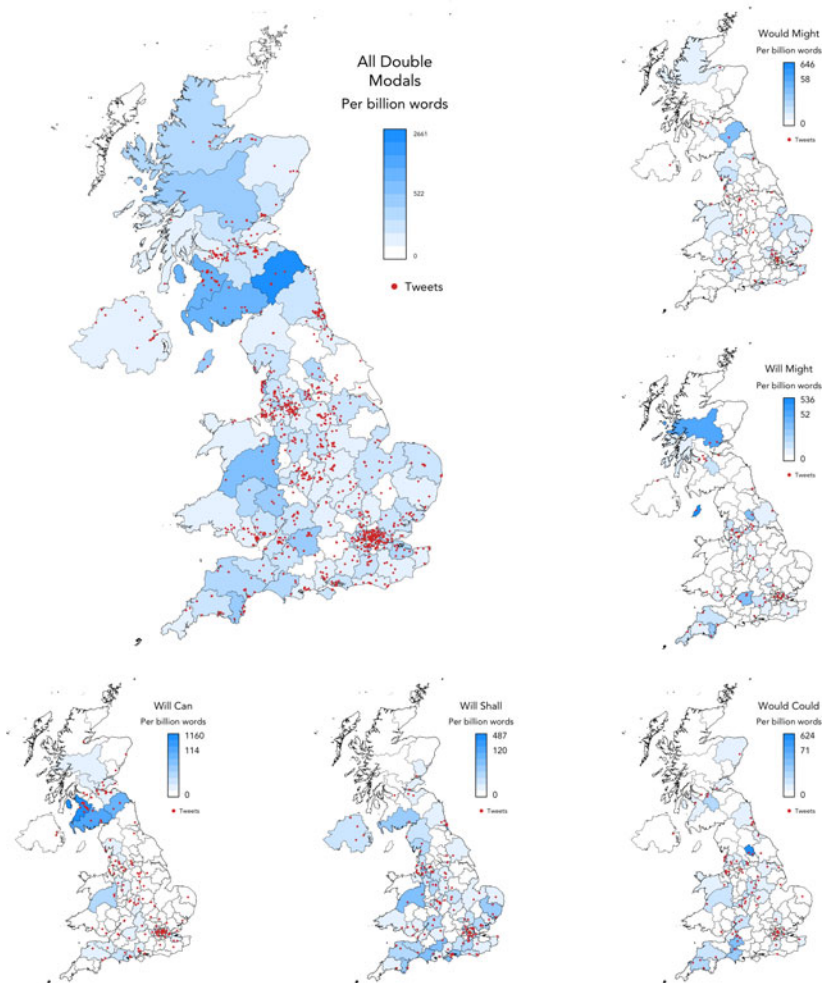 All Double
Modals
Per billion words
2661
522
0
Tweets
Would Might
Per billion words
646
58
0
Tweets
Will Might
Per billion words
536
52
0
Tweets
Will Can
Per billion words
1160
114
0
Tweets
Will Shall
Per billion words
487
120
0
Tweets
Would Could
Per billion words
624
71
0
Tweets